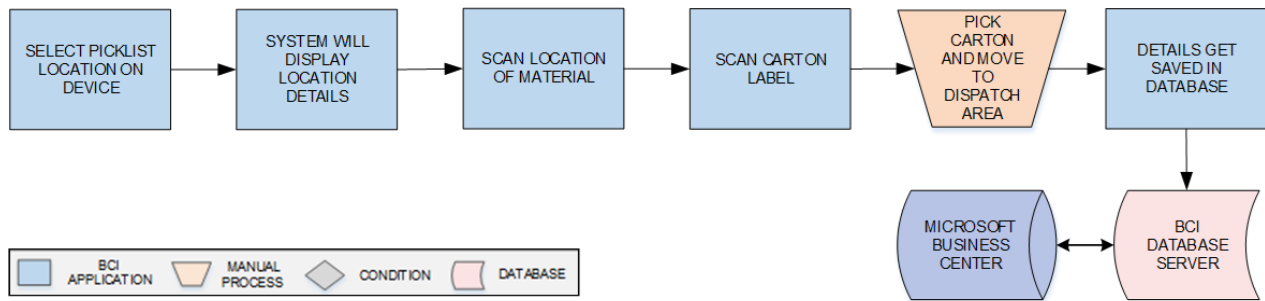 SELECT PICKLIST
LOCATION ON
DEVICE
SYSTEM WILL
DISPLAY
LOCATION
DETAILS
SCAN LOCATION
OF MATERIAL
SCAN CARTON
LABEL
PICK
CARTON
AND MOVE
TO
DISPATCH
AREA
DETAILS GET
SAVED IN
DATABASE
MICROSOFT
BUSINESS
CENTER
BCI
DATABASE
SERVER
BCI
APPLICATION
MANUAL
PROCESS
CONDITION
DATABASE